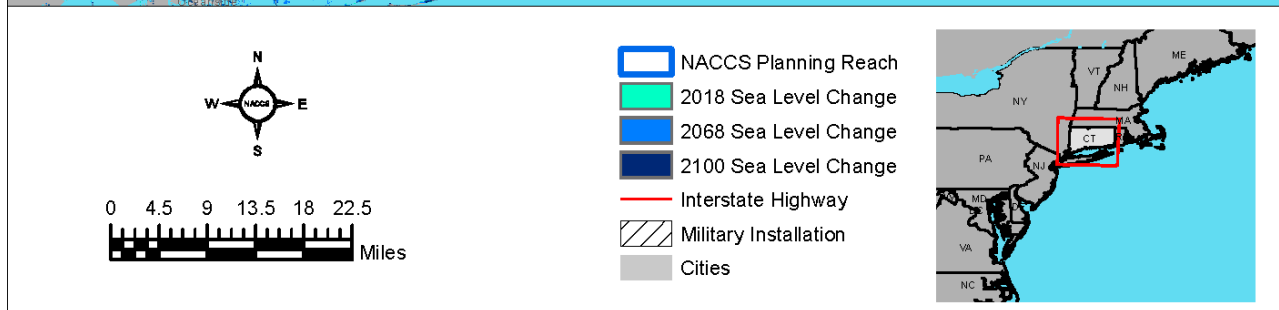 Oceanside
N
W NACCS E
S
0 4.5 9 13.5 18 22.5
Miles
NACCS Planning Reach
2018 Sea Level Change
2068 Sea Level Change
2100 Sea Level Change
Interstate Highway
Military Installation
Cities
ME
VT
NH
NY
MA
CT
PA
NJ
MD
VA
NC